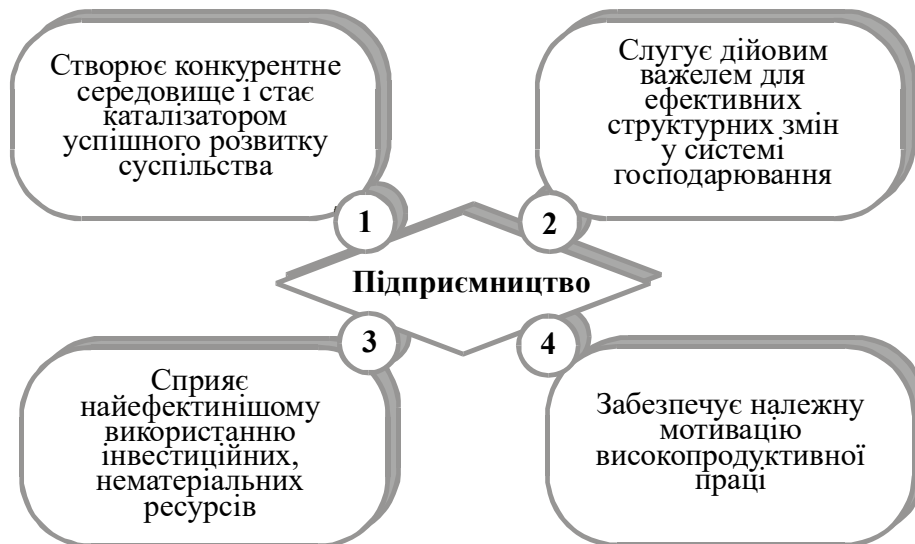 Створює конкурентне
середовище і стає
каталізатором
успішного розвитку
суспільства
1
Слугує дійовим
важелем для
ефективних
структурних змін
у системі
господарювання
2
Підприємництво
3
Сприяє
найефектинішому
використанню
інвестиційних,
нематеріальних
ресурсів
4
Забезпечує належну
мотивацію
високопродуктивної
праці